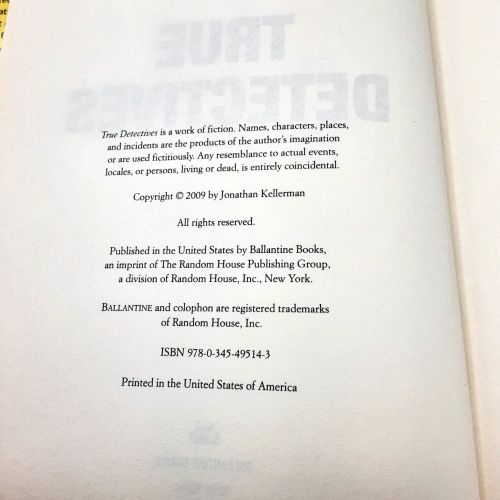 True Detectives is a work of fiction. Names, characters, places,
and incidents are the products of the author's imagination
or are used fictitiously. Any resemblance to actual events,
locales, or persons, living or dead, is entirely coincidental.
Copyright © 2009 by Jonathan Kellerman
All rights reserved.
Published in the United States by Ballantine Books,
an imprint of The Random House Publishing Group,
a division of Random House, Inc., New York.
BALLANTINE and colophon are registered trademarks
of Random House, Inc.
ISBN 978-0-345-49514-3
Printed in the United States of America